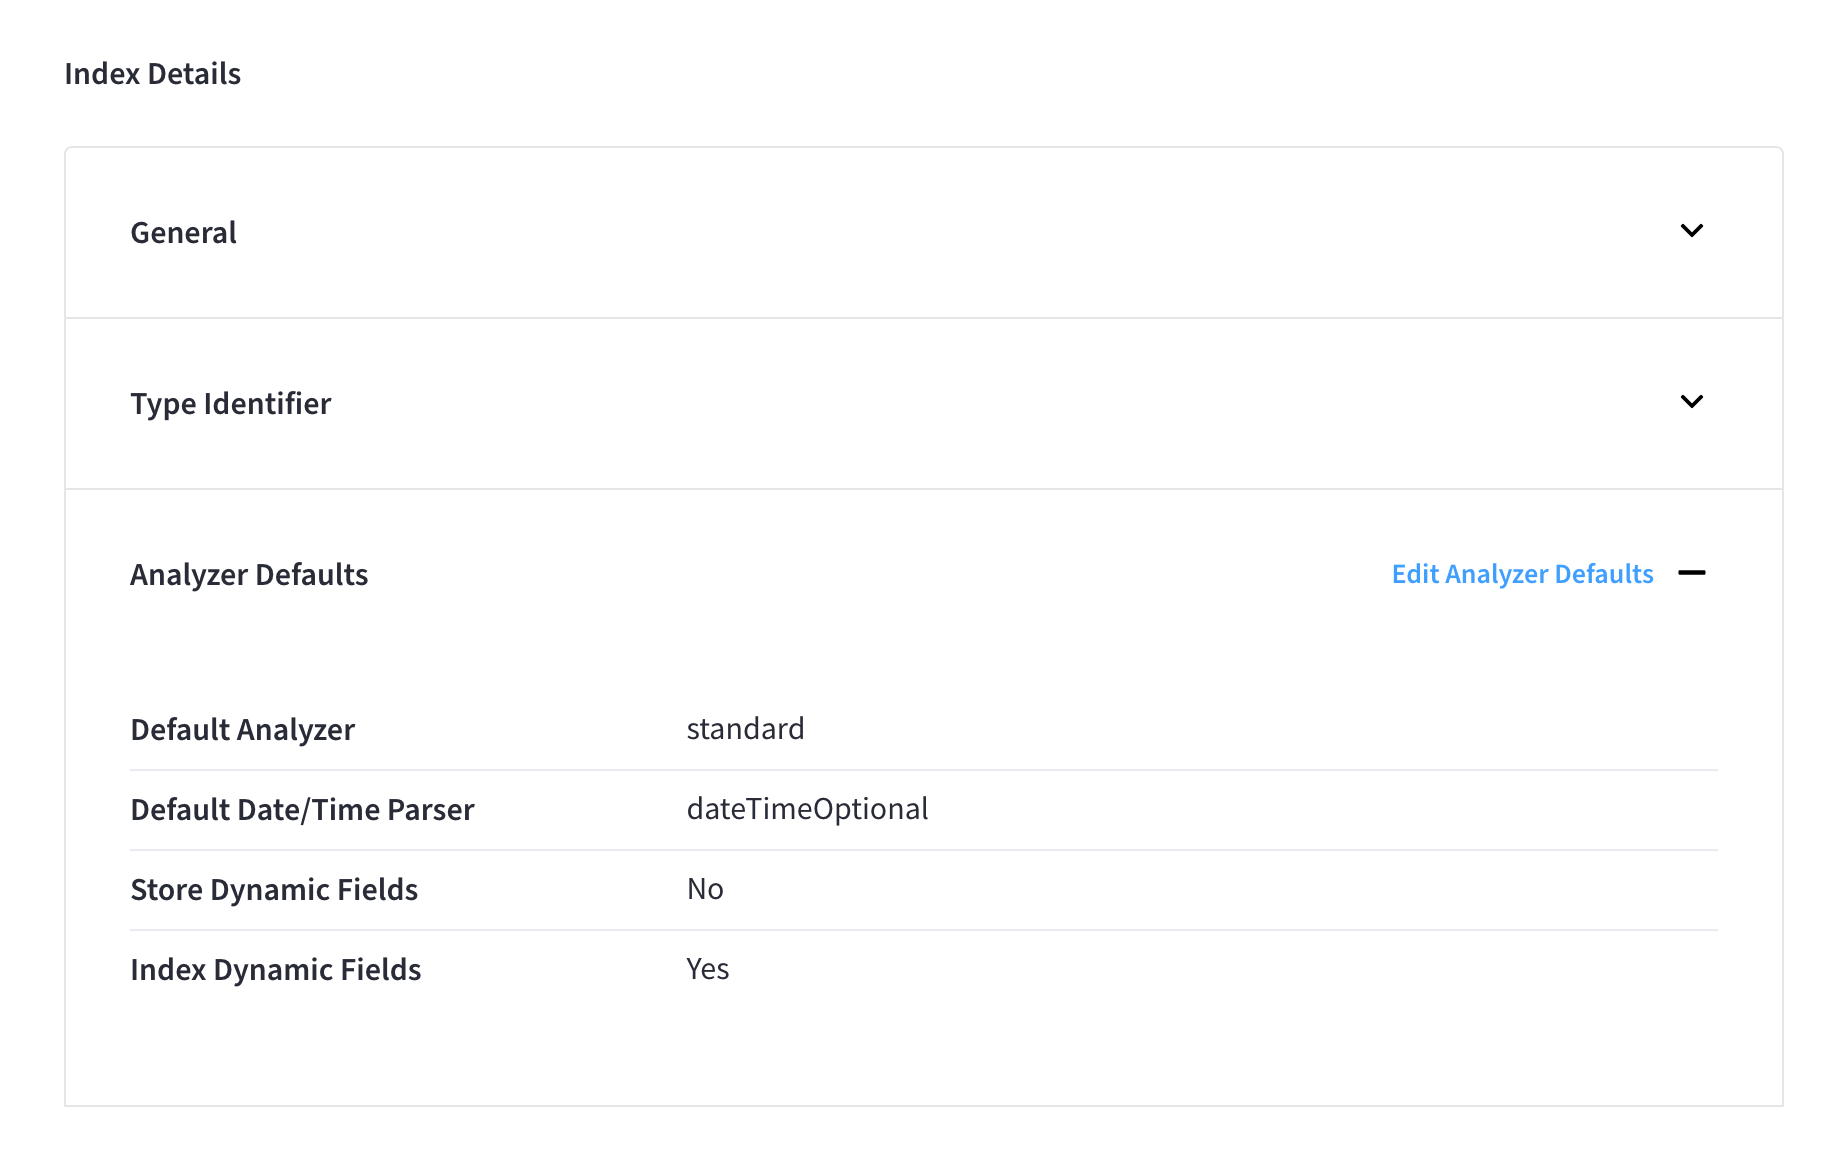 Index Details
General
Type Identifier
Analyzer Defaults
Edit Analyzer Defaults
Default Analyzer standard
Default Date/Time Parser dateTimeOptional
Store Dynamic Fields No
Index Dynamic Fields Yes